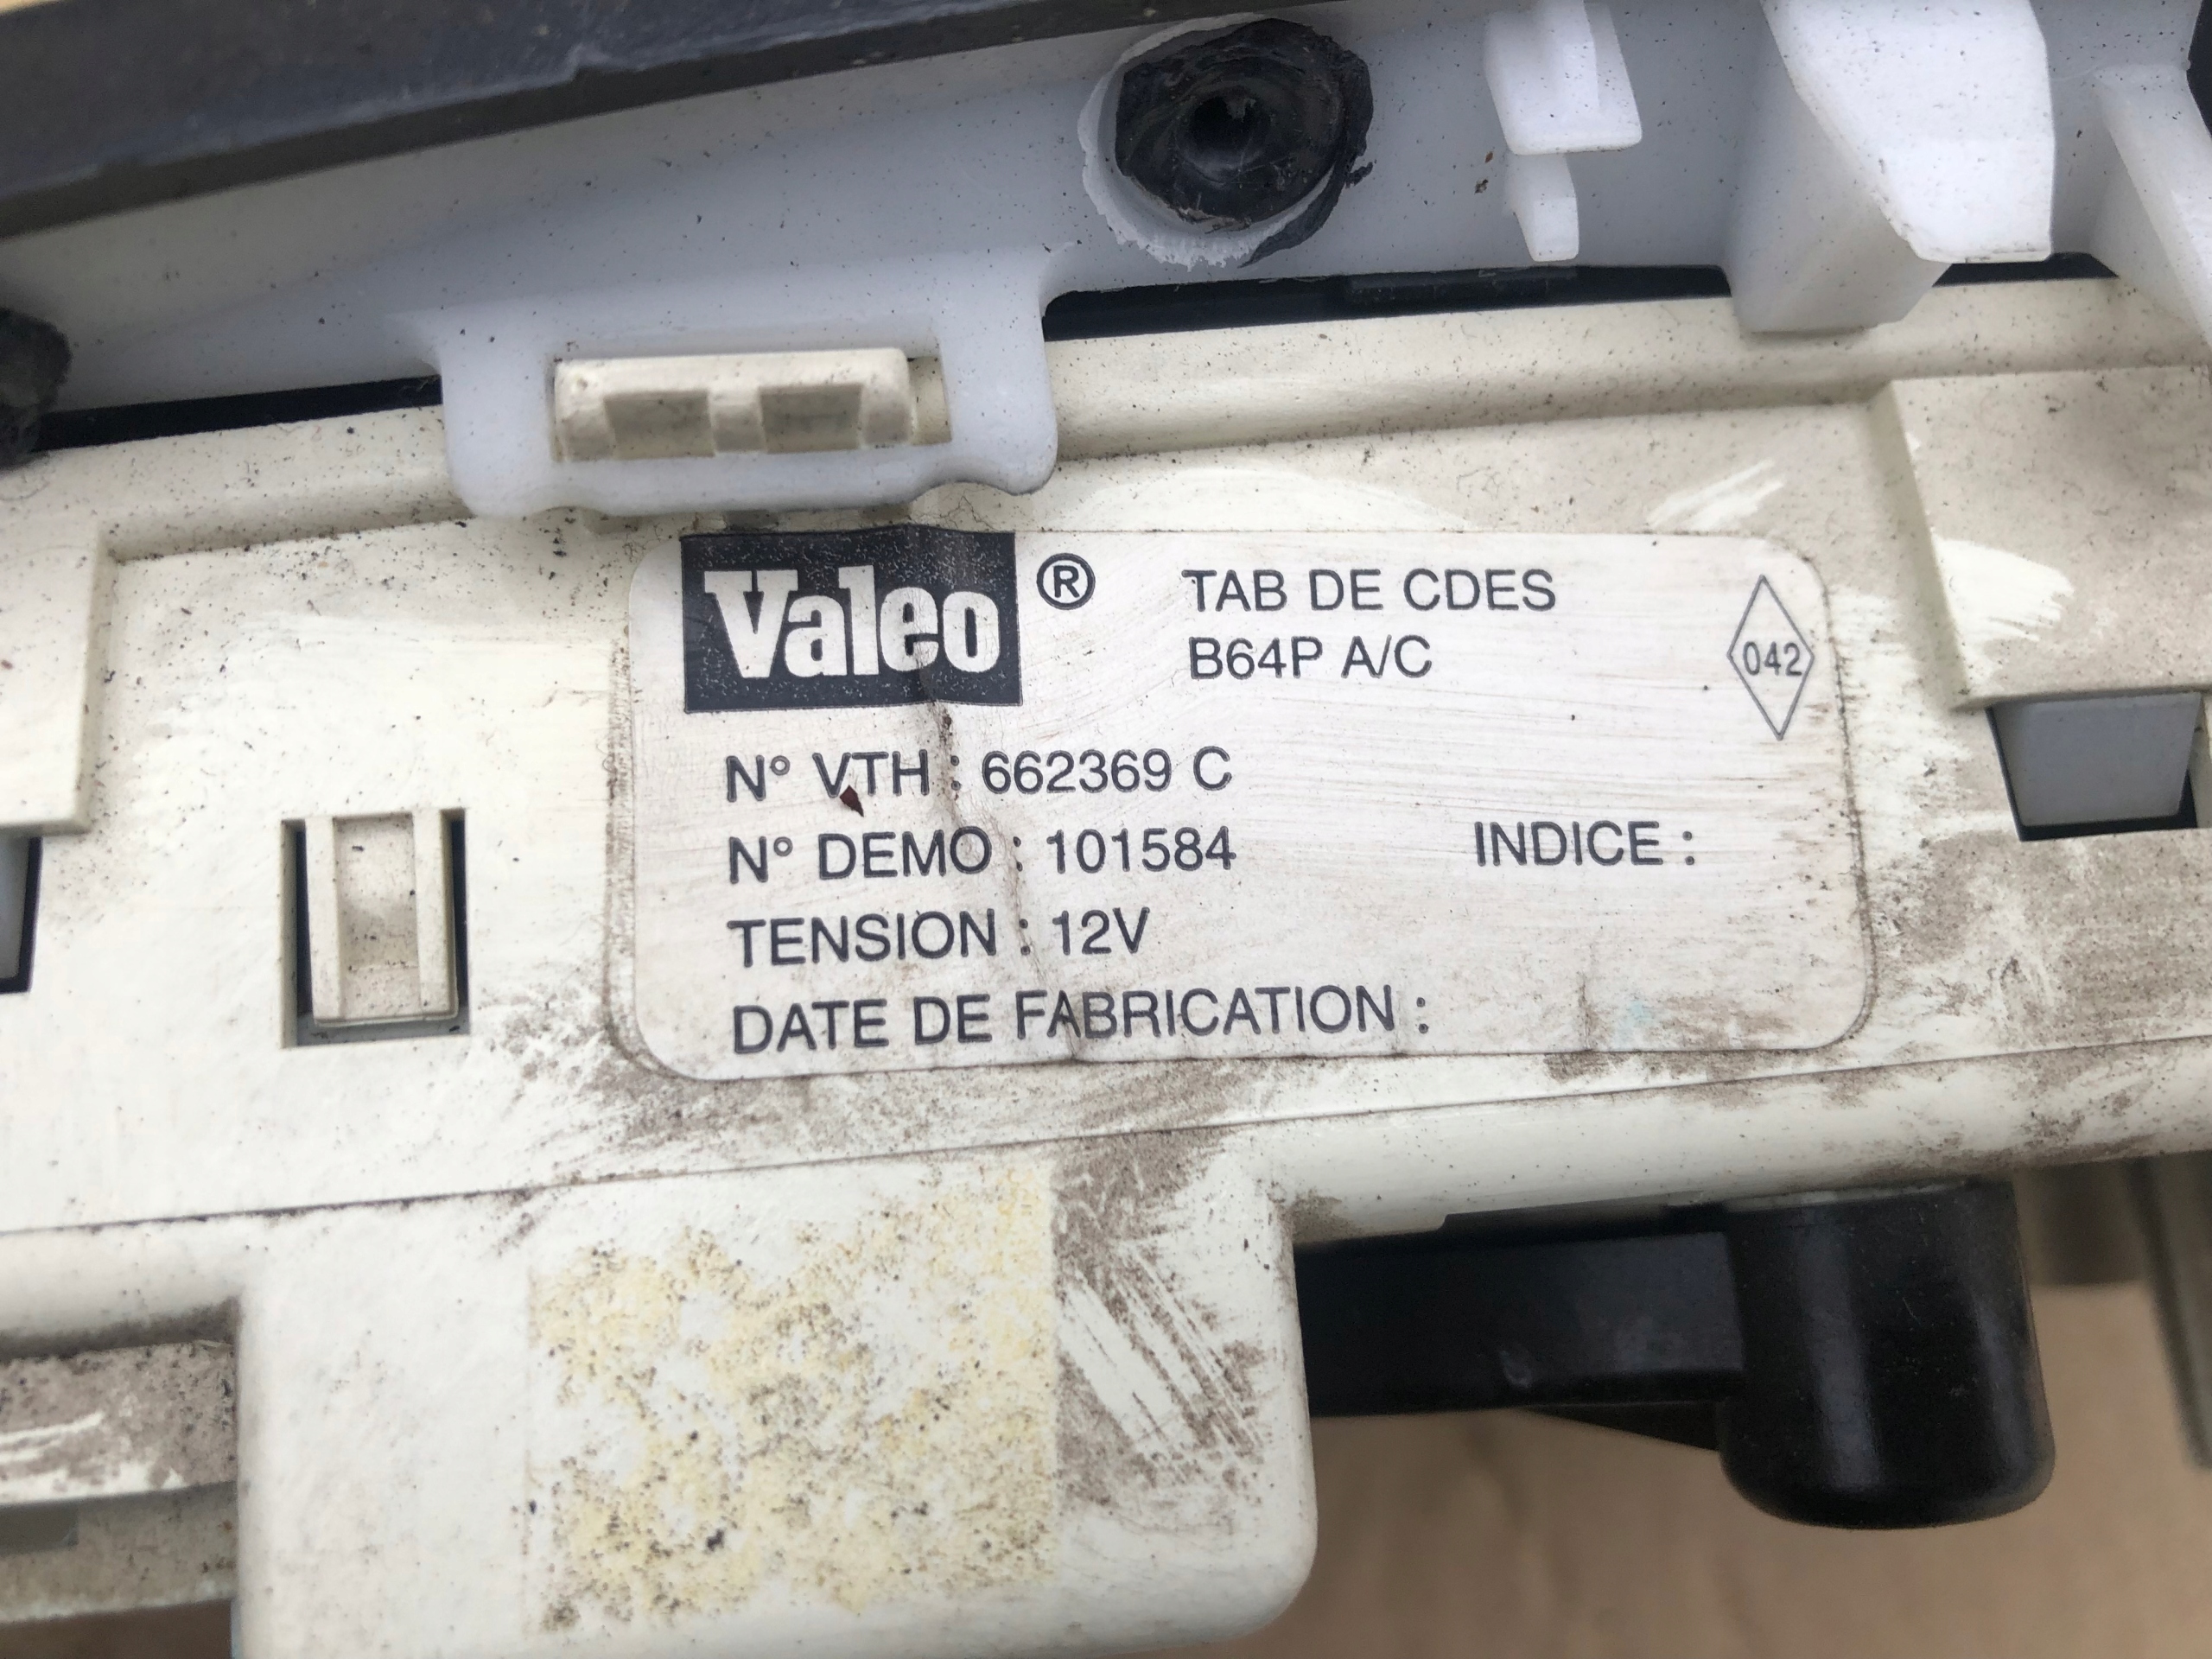 Valeo ® TAB DE CDES
B64P A/C
042
N° VTH : 662369 C
N° DEMO : 101584 INDICE :
TENSION : 12V
DATE DE FABRICATION :